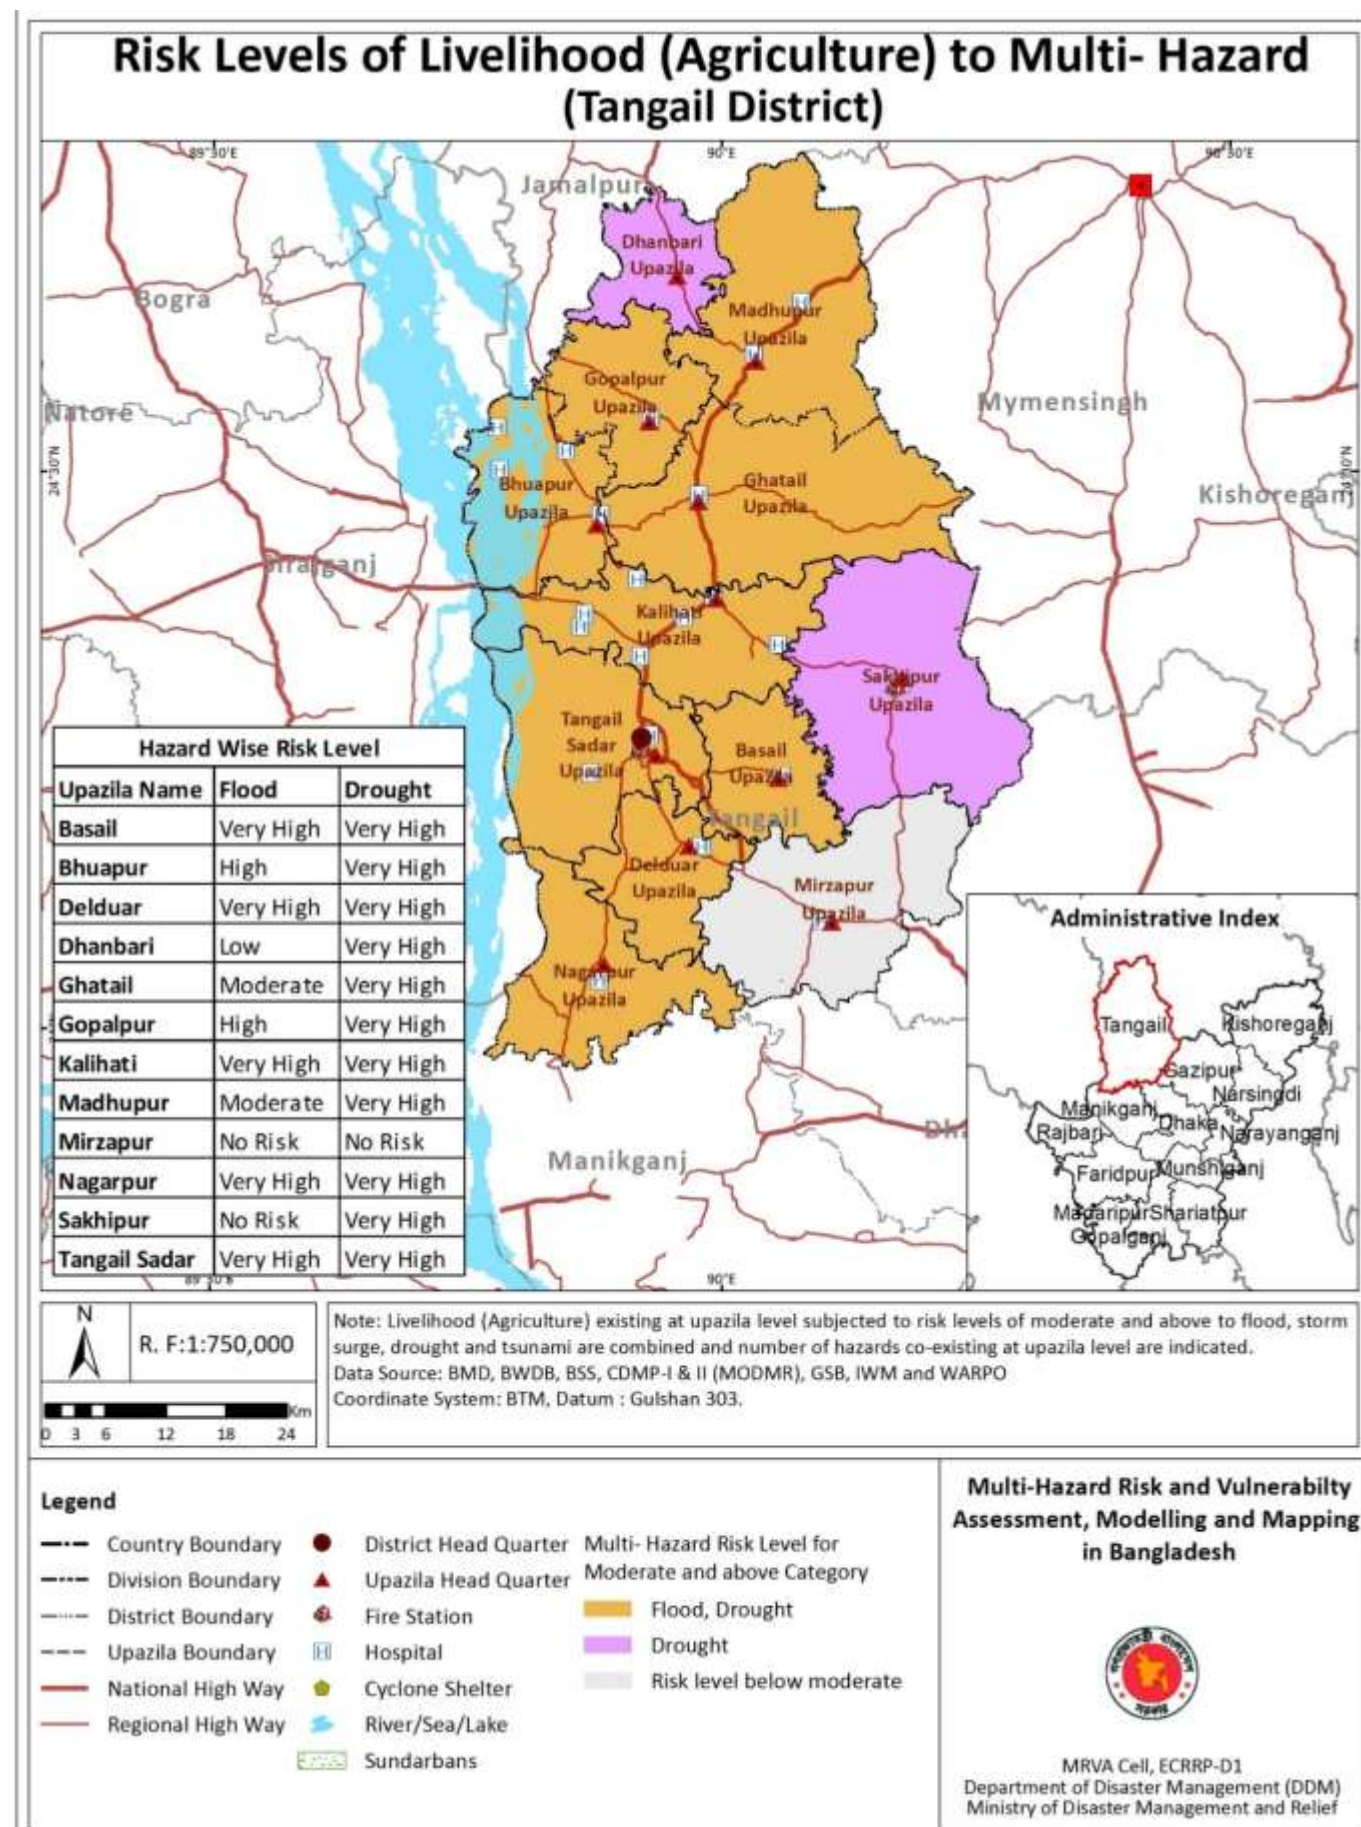 Risk Levels of Livelihood (Agriculture) to Multi- Hazard
(Tangail District)
89°30'E
90°E
90°30'E
Jamalpur
Dhanbari
Upazila
Bogra
Madhupur
Upazila
Gopalpur
Upazila
Natore
Mymensingh
24°30'N
24°30'N
Bhuapur
Upazila
Ghatail
Upazila
Kishoreganj
Sirajganj
Kalihati
Upazila
Sakhipur
Upazila
Tangail
Sadar
Upazila
Basail
Upazila
Tangail
Delduar
Upazila
Mirzapur
Upazila
Nagarpur
Upazila
Manikganj
90°E
Hazard Wise Risk Level
Upazila Name Flood Drought
Basail Very High Very High
Bhuapur High Very High
Delduar Very High Very High
Dhanbari Low Very High
Ghatail Moderate Very High
Gopalpur High Very High
Kalihati Very High Very High
Madhupur Moderate Very High
Mirzapur No Risk No Risk
Nagarpur Very High Very High
Sakhipur No Risk Very High
Tangail Sadar Very High Very High
Administrative Index
Tangail
Kishoreganj
Gazipur
Narsingdi
Manikganj
Dhaka
Rajbari
Narayanganj
Faridpur
Munshiganj
Madaripur
Shariatpur
Gopalganj
N
R. F:1:750,000
Km
0 3 6 12 18 24
Note: Livelihood (Agriculture) existing at upazila level subjected to risk levels of moderate and above to flood, storm
surge, drought and tsunami are combined and number of hazards co-existing at upazila level are indicated.
Data Source: BMD, BWDB, BSS, CDMP-I & II (MODMR), GSB, IWM and WARPO
Coordinate System: BTM, Datum : Gulshan 303.
Legend
Country Boundary
Division Boundary
District Boundary
Upazila Boundary
National High Way
Regional High Way
District Head Quarter
Upazila Head Quarter
Fire Station
H Hospital
Cyclone Shelter
River/Sea/Lake
Sundarbans
Multi- Hazard Risk Level for
Moderate and above Category
Flood, Drought
Drought
Risk level below moderate
Multi-Hazard Risk and Vulnerabilty
Assessment, Modelling and Mapping
in Bangladesh
MRVA Cell, ECRRP-D1
Department of Disaster Management (DDM)
Ministry of Disaster Management and Relief